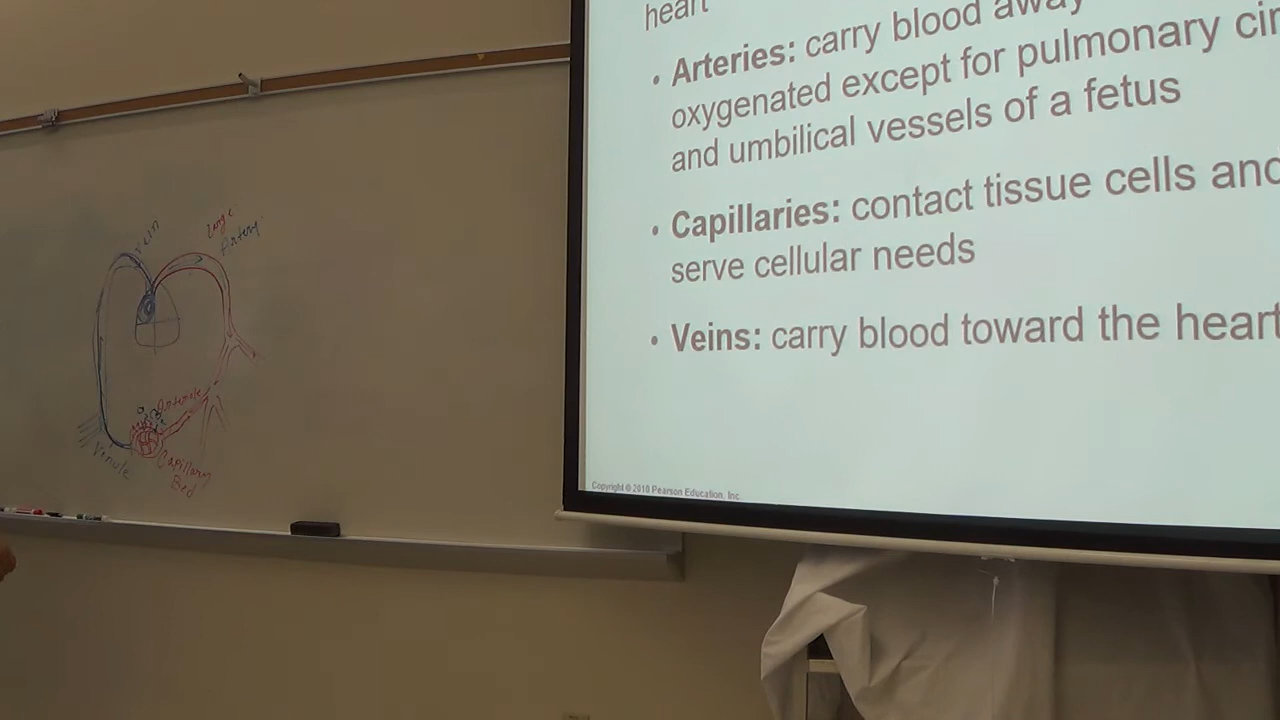 heart
• Arteries: carry blood away
oxygenated except for pulmonary cir
and umbilical vessels of a fetus
• Capillaries: contact tissue cells and
serve cellular needs
• Veins: carry blood toward the heart
Copyright © 2010 Pearson Education, Inc.
Vein
Large
Artery
Arteriole
Venule
Capillary
Bed